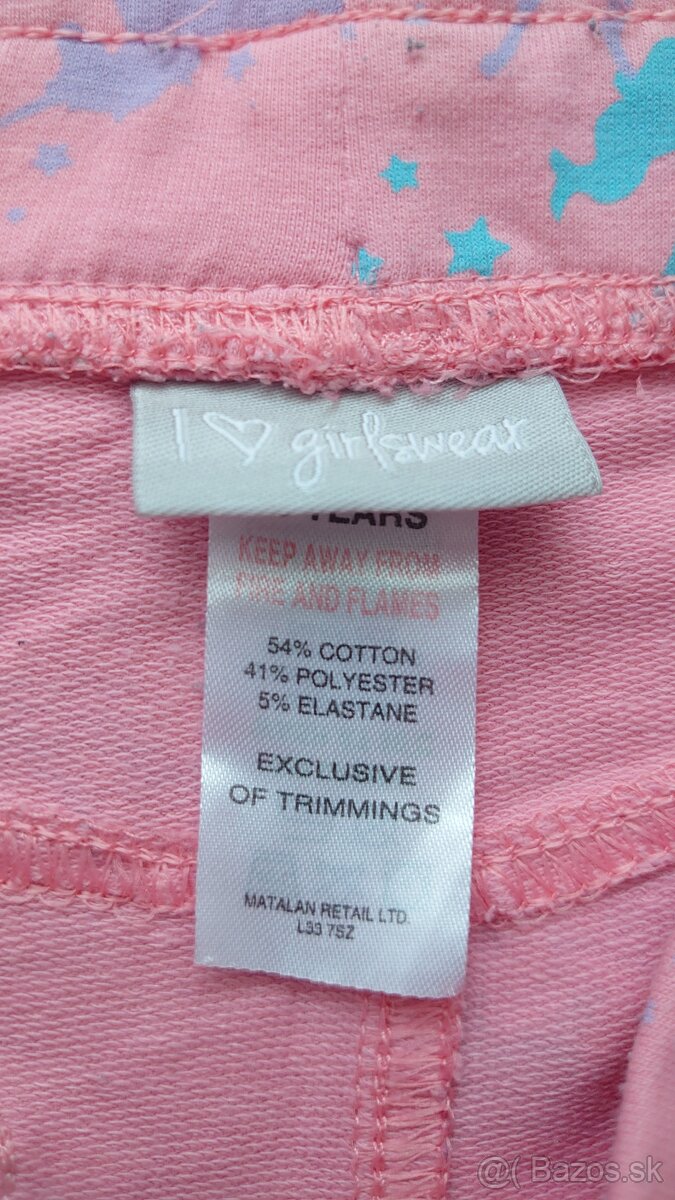 I ♡ girlswear
YEARS
KEEP AWAY FROM
FIRE AND FLAMES
54% COTTON
41% POLYESTER
5% ELASTANE
EXCLUSIVE
OF TRIMMINGS
MATALAN RETAIL LTD.
L33 7SZ
@( Bazos.sk